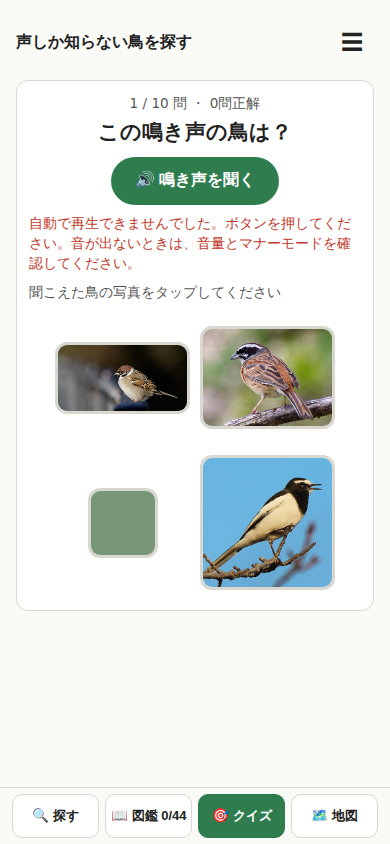 声しか知らない鳥を探す
1 / 10 問 ・ 0問正解
この鳴き声の鳥は？
🔊 鳴き声を聞く
自動で再生できませんでした。ボタンを押してくだ
さい。音が出ないときは、音量とマナーモードを確
認してください。
聞こえた鳥の写真をタップしてください
🔍 探す
📖 図鑑 0/44
🎯 クイズ
🗺️ 地図